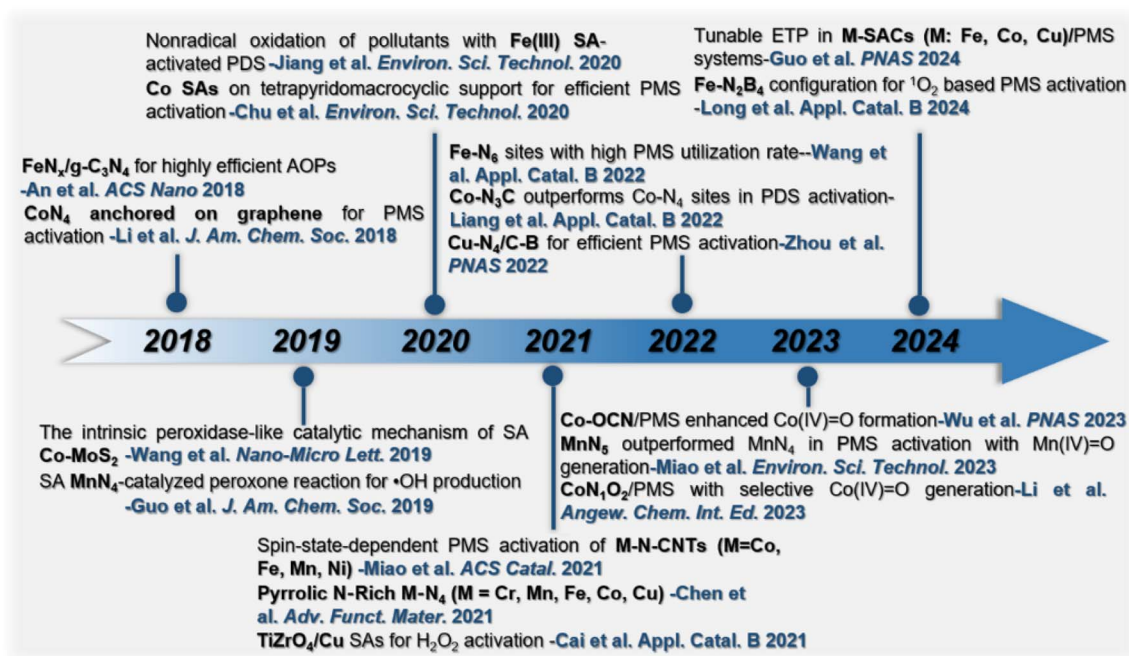 Nonradical oxidation of pollutants with Fe(III) SA-
activated PDS -Jiang et al. Environ. Sci. Technol. 2020
Co SAs on tetrapyridomacrocyclic support for efficient PMS
activation -Chu et al. Environ. Sci. Technol. 2020
Tunable ETP in M-SACs (M: Fe, Co, Cu)/PMS
systems-Guo et al. PNAS 2024
Fe-N₂B₄ configuration for ¹O₂ based PMS activation
-Long et al. Appl. Catal. B 2024
FeNₓ/g-C₃N₄ for highly efficient AOPs
-An et al. ACS Nano 2018
CoN₄ anchored on graphene for PMS
activation -Li et al. J. Am. Chem. Soc. 2018
Fe-N₆ sites with high PMS utilization rate--Wang et
al. Appl. Catal. B 2022
Co-N₃C outperforms Co-N₄ sites in PDS activation-
Liang et al. Appl. Catal. B 2022
Cu-N₄/C-B for efficient PMS activation-Zhou et al.
PNAS 2022
2018 2019 2020 2021 2022 2023 2024
The intrinsic peroxidase-like catalytic mechanism of SA
Co-MoS₂ -Wang et al. Nano-Micro Lett. 2019
SA MnN₄-catalyzed peroxone reaction for •OH production
-Guo et al. J. Am. Chem. Soc. 2019
Co-OCN/PMS enhanced Co(IV)=O formation-Wu et al. PNAS 2023
MnN₅ outperformed MnN₄ in PMS activation with Mn(IV)=O
generation-Miao et al. Environ. Sci. Technol. 2023
CoN₁O₂/PMS with selective Co(IV)=O generation-Li et al.
Angew. Chem. Int. Ed. 2023
Spin-state-dependent PMS activation of M-N-CNTs (M=Co,
Fe, Mn, Ni) -Miao et al. ACS Catal. 2021
Pyrrolic N-Rich M-N₄ (M = Cr, Mn, Fe, Co, Cu) -Chen et
al. Adv. Funct. Mater. 2021
TiZrO₄/Cu SAs for H₂O₂ activation -Cai et al. Appl. Catal. B 2021